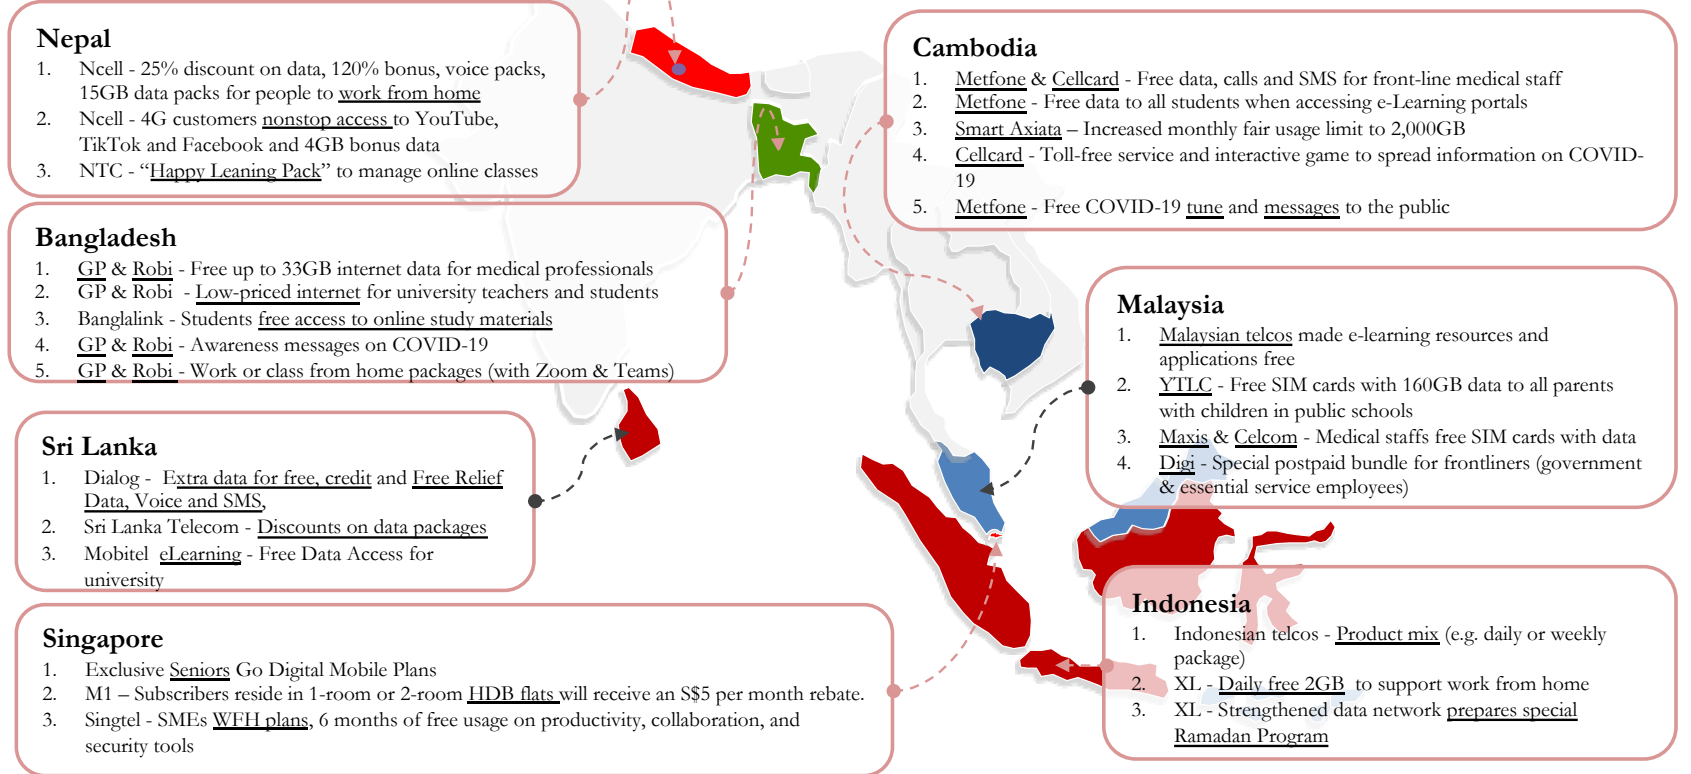 Nepal
1. Ncell - 25% discount on data, 120% bonus, voice packs,
15GB data packs for people to work from home
2. Ncell - 4G customers nonstop access to YouTube,
TikTok and Facebook and 4GB bonus data
3. NTC - “Happy Leaning Pack” to manage online classes
Bangladesh
1. GP & Robi - Free up to 33GB internet data for medical professionals
2. GP & Robi - Low-priced internet for university teachers and students
3. Banglalink - Students free access to online study materials
4. GP & Robi - Awareness messages on COVID-19
5. GP & Robi - Work or class from home packages (with Zoom & Teams)
Sri Lanka
1. Dialog - Extra data for free, credit and Free Relief
Data, Voice and SMS,
2. Sri Lanka Telecom - Discounts on data packages
3. Mobitel eLearning - Free Data Access for
university
Singapore
1. Exclusive Seniors Go Digital Mobile Plans
2. M1 – Subscribers reside in 1-room or 2-room HDB flats will receive an S$5 per month rebate.
3. Singtel - SMEs WFH plans, 6 months of free usage on productivity, collaboration, and
security tools
Cambodia
1. Metfone & Cellcard - Free data, calls and SMS for front-line medical staff
2. Metfone - Free data to all students when accessing e-Learning portals
3. Smart Axiata – Increased monthly fair usage limit to 2,000GB
4. Cellcard - Toll-free service and interactive game to spread information on COVID-
19
5. Metfone - Free COVID-19 tune and messages to the public
Malaysia
1. Malaysian telcos made e-learning resources and
applications free
2. YTLC - Free SIM cards with 160GB data to all parents
with children in public schools
3. Maxis & Celcom - Medical staffs free SIM cards with data
4. Digi - Special postpaid bundle for frontliners (government
& essential service employees)
Indonesia
1. Indonesian telcos - Product mix (e.g. daily or weekly
package)
2. XL - Daily free 2GB to support work from home
3. XL - Strengthened data network prepares special
Ramadan Program